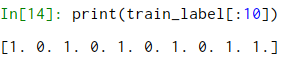 In[14]: print(train_label[:10])
[1. 0. 1. 0. 1. 0. 1. 0. 1. 1.]